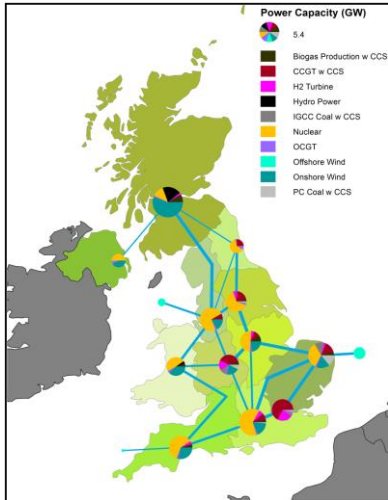 Power Capacity (GW)
5.4
Biogas Production w CCS
CCGT w CCS
H2 Turbine
Hydro Power
IGCC Coal w CCS
Nuclear
OCGT
Offshore Wind
Onshore Wind
PC Coal w CCS